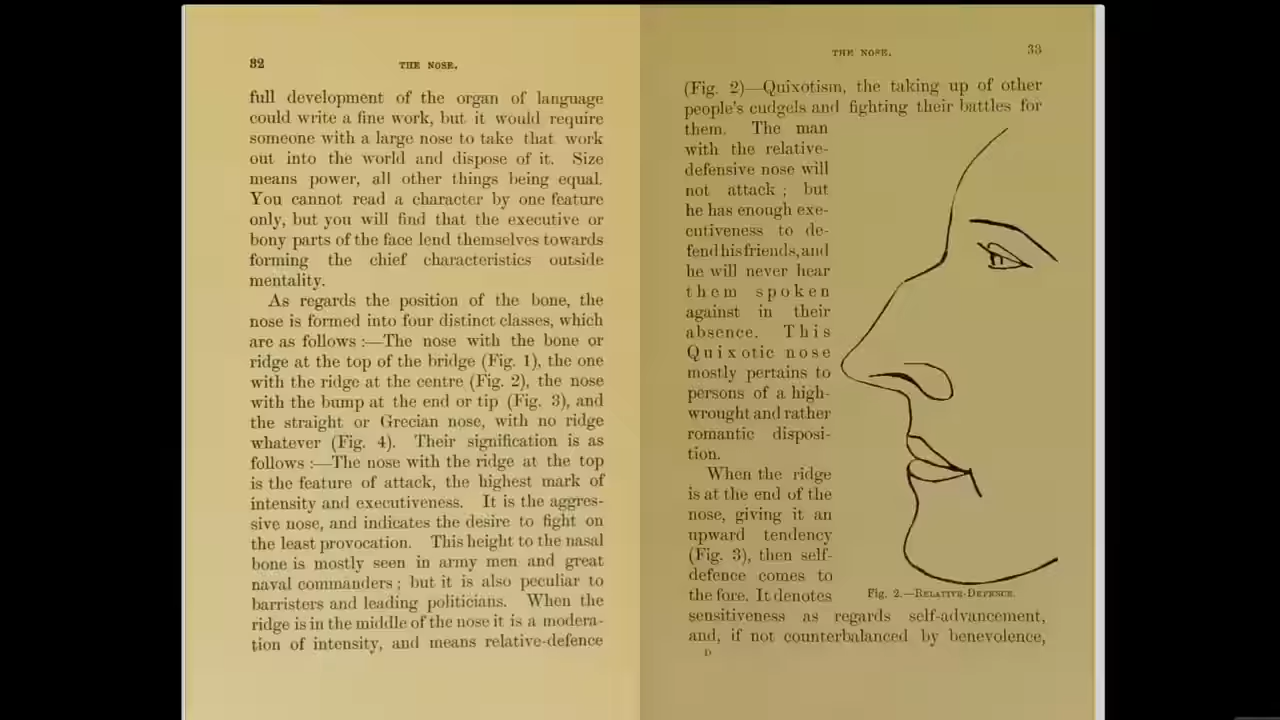 32
THE NOSE.
full development of the organ of language
could write a fine work, but it would require
someone with a large nose to take that work
out into the world and dispose of it. Size
means power, all other things being equal.
You cannot read a character by one feature
only, but you will find that the executive or
bony parts of the face lend themselves towards
forming the chief characteristics outside
mentality.
As regards the position of the bone, the
nose is formed into four distinct classes, which
are as follows :—The nose with the bone or
ridge at the top of the bridge (Fig. 1), the one
with the ridge at the centre (Fig. 2), the nose
with the bump at the end or tip (Fig. 3), and
the straight or Grecian nose, with no ridge
whatever (Fig. 4). Their signification is as
follows :—The nose with the ridge at the top
is the feature of attack, the highest mark of
intensity and executiveness. It is the aggres-
sive nose, and indicates the desire to fight on
the least provocation. This height to the nasal
bone is mostly seen in army men and great
naval commanders ; but it is also peculiar to
barristers and leading politicians. When the
ridge is in the middle of the nose it is a modera-
tion of intensity, and means relative-defence
THE NOSE.
33
(Fig. 2)—Quixotism, the taking up of other
people's cudgels and fighting their battles for
them. The man
with the relative-
defensive nose will
not attack ; but
he has enough exe-
cutiveness to de-
fend his friends, and
he will never hear
them spoken
against in their
absence. This
Quixotic nose
mostly pertains to
persons of a high-
wrought and rather
romantic disposi-
tion.
When the ridge
is at the end of the
nose, giving it an
upward tendency
(Fig. 3), then self-
defence comes to
the fore. It denotes
Fig. 2.—RELATIVE-DEFENCE.
sensitiveness as regards self-advancement,
and, if not counterbalanced by benevolence,
D